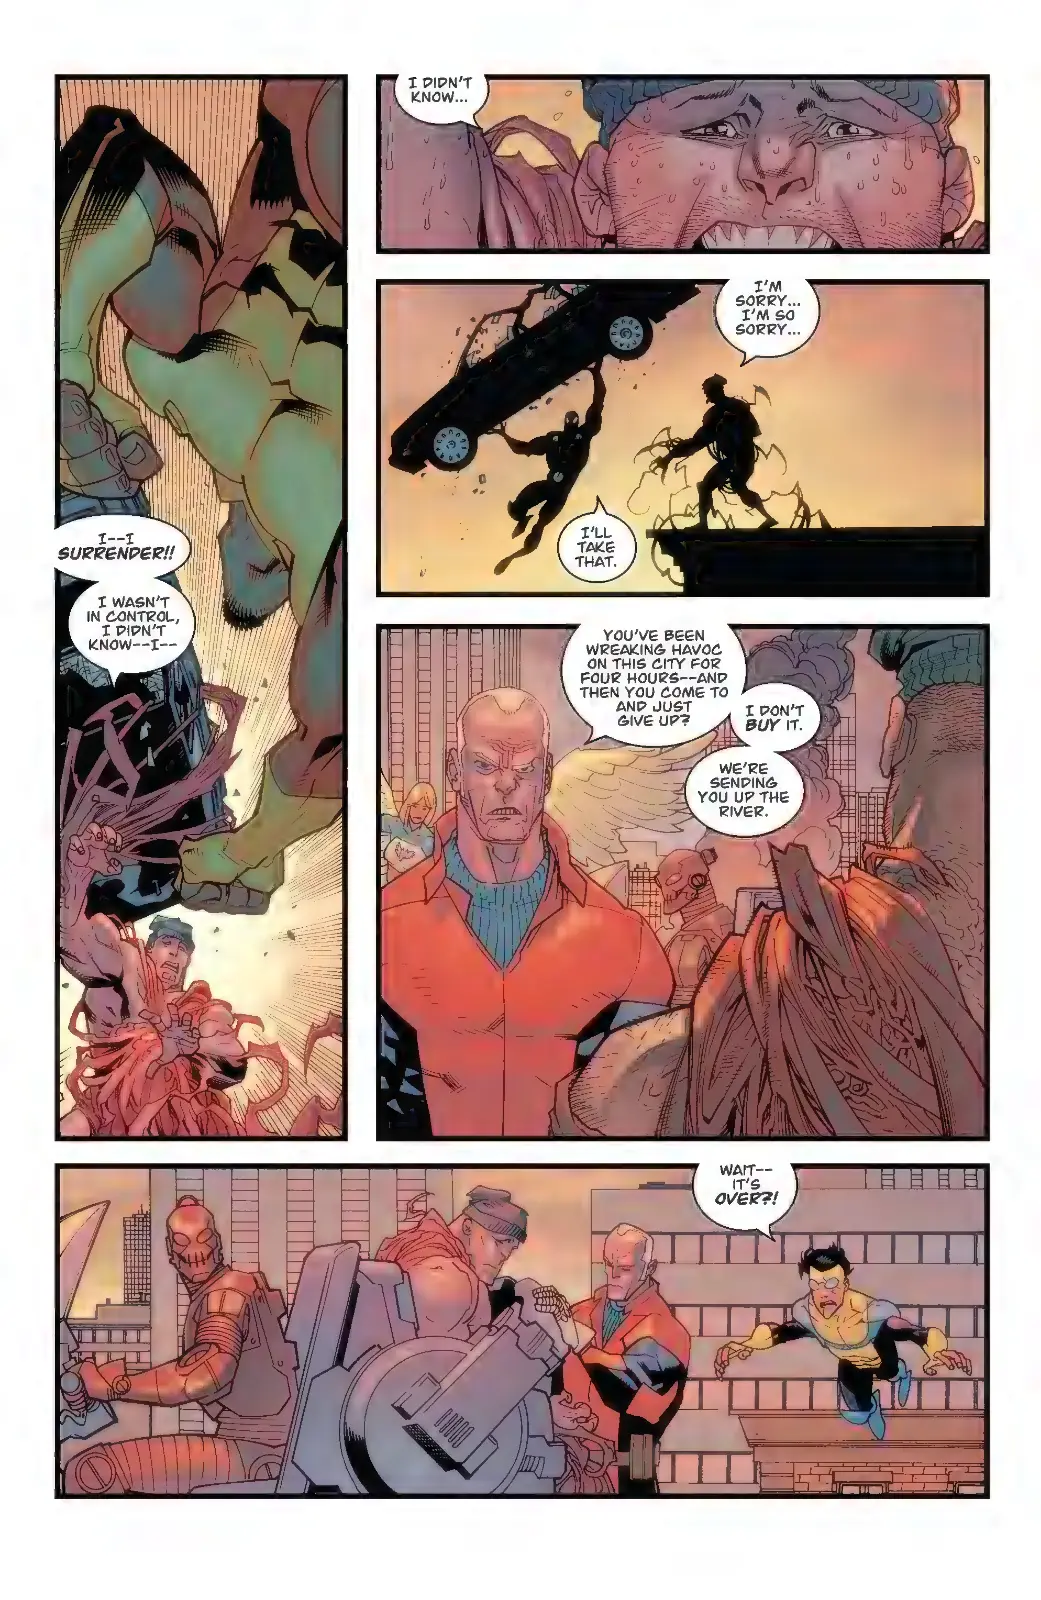 I--I
SURRENDER!!
I WASN'T
IN CONTROL,
I DIDN'T
KNOW--I--
I DIDN'T
KNOW...
I'M
SORRY...
I'M SO
SORRY...
I'LL
TAKE
THAT.
YOU'VE BEEN
WREAKING HAVOC
ON THIS CITY FOR
FOUR HOURS--AND
THEN YOU COME TO
AND JUST
GIVE UP?
I DON'T
BUY IT.
WE'RE
SENDING
YOU UP THE
RIVER.
WAIT--
IT'S
OVER?!